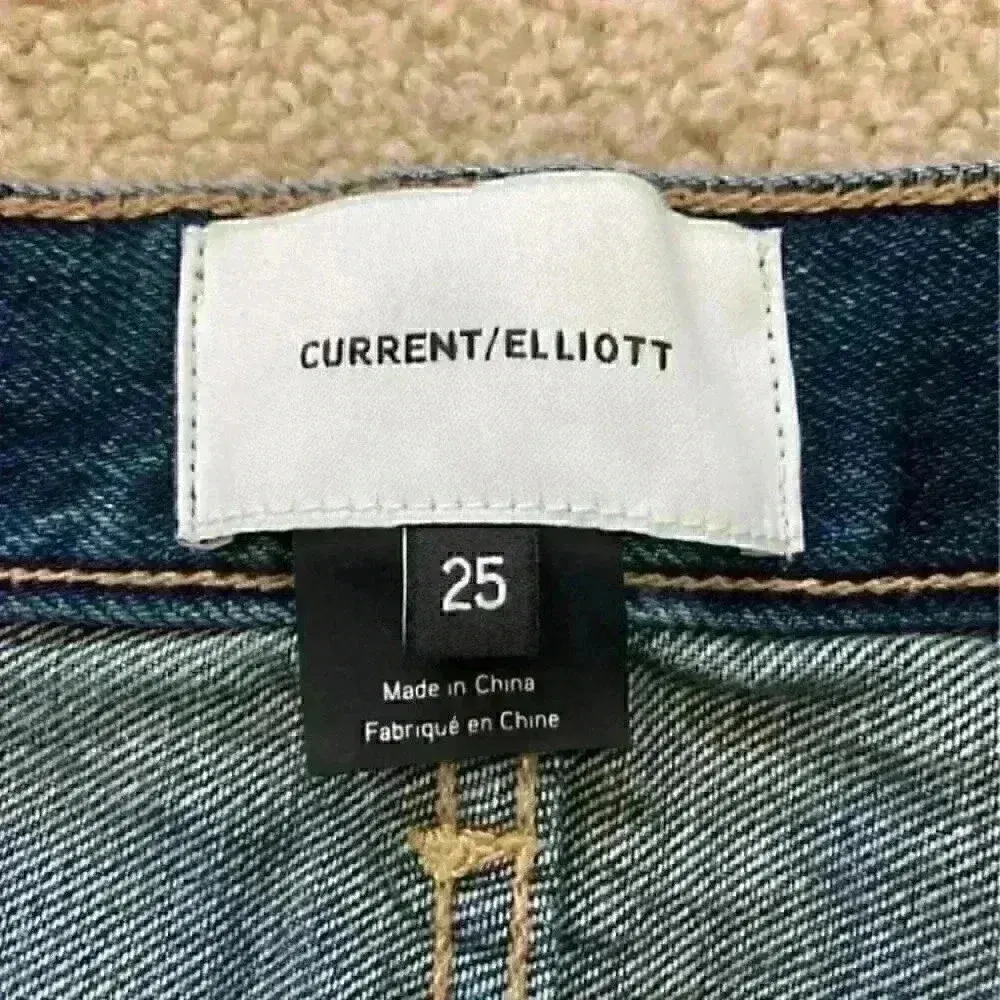 CURRENT/ELLIOTT
25
Made in China
Fabriqué en Chine